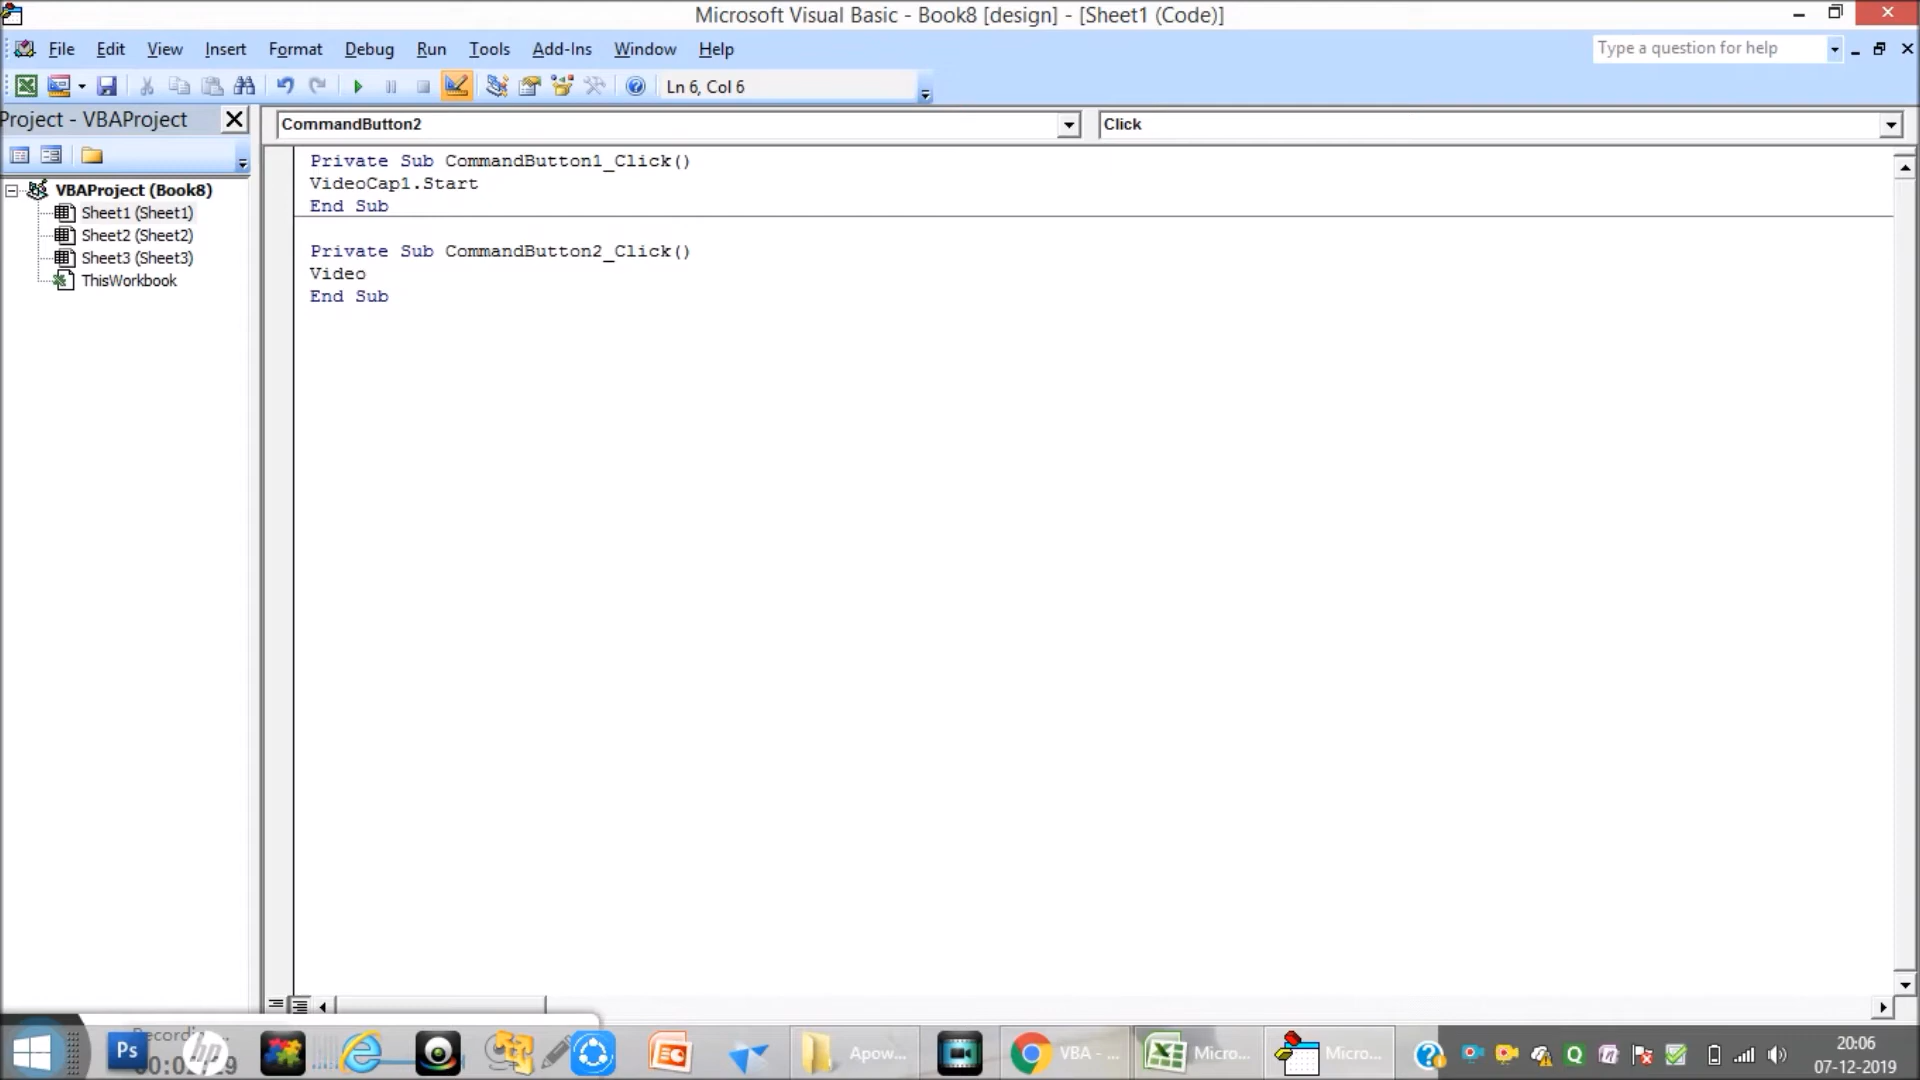 Microsoft Visual Basic - Book8 [design] - [Sheet1 (Code)]
File Edit View Insert Format Debug Run Tools Add-Ins Window Help
Type a question for help
Ln 6, Col 6
Project - VBAProject
CommandButton2
Click
VBAProject (Book8)
Sheet1 (Sheet1)
Sheet2 (Sheet2)
Sheet3 (Sheet3)
ThisWorkbook
Private Sub CommandButton1_Click()
VideoCap1.Start
End Sub
Private Sub CommandButton2_Click()
Video
End Sub
Ps
hp
Apow...
VBA - ...
Micro...
Micro...
20:06
07-12-2019